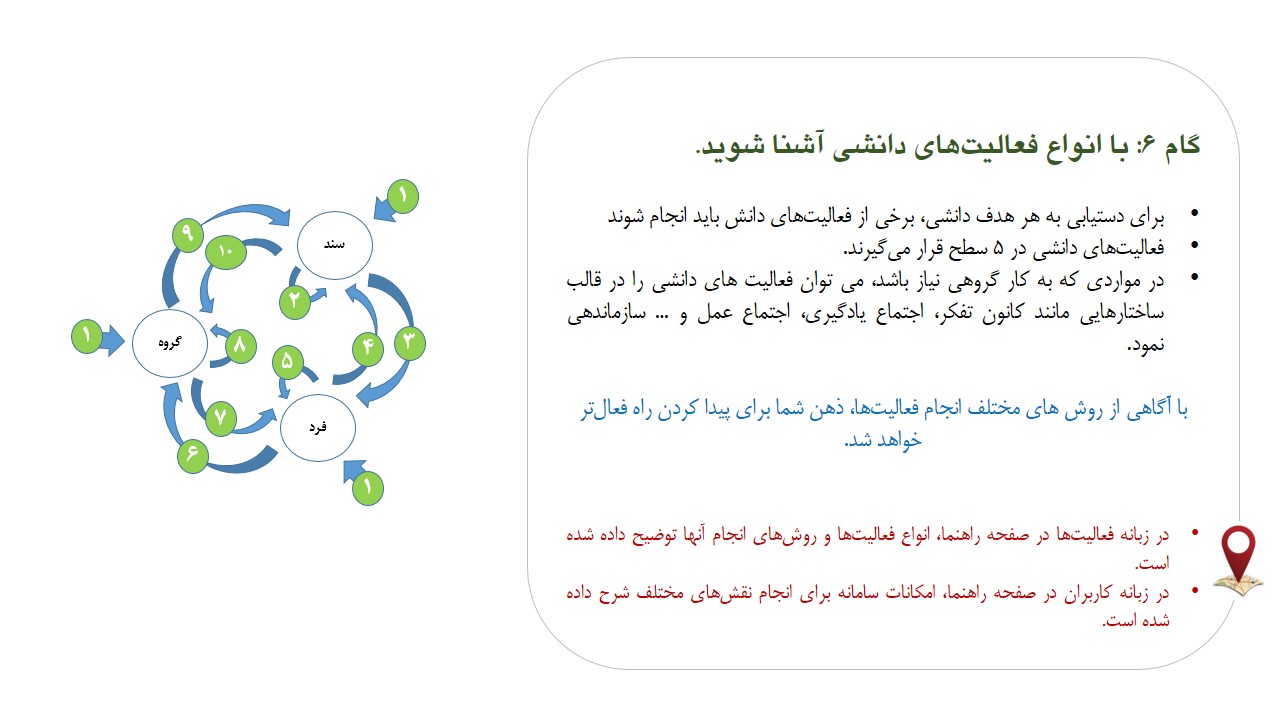 گام ۶: با انواع فعالیت‌های دانشی آشنا شوید.
• برای دستیابی به هر هدف دانشی، برخی از فعالیت‌های دانش باید انجام شوند
• فعالیت‌های دانشی در ۵ سطح قرار می‌گیرند.
• در مواردی که به کار گروهی نیاز باشد، می توان فعالیت های دانشی را در قالب
ساختارهایی مانند کانون تفکر، اجتماع یادگیری، اجتماع عمل و ... سازماندهی
نمود.
با آگاهی از روش های مختلف انجام فعالیت‌ها، ذهن شما برای پیدا کردن راه فعال‌تر
خواهد شد.
• در زبانه فعالیت‌ها در صفحه راهنما، انواع فعالیت‌ها و روش‌های انجام آنها توضیح داده شده
است.
• در زبانه کاربران در صفحه راهنما، امکانات سامانه برای انجام نقش‌های مختلف شرح داده
شده است.
۱
۹
سند
۱۰
۲
۱
گروه
۸
۳
۴
۵
۷
فرد
۶
۱